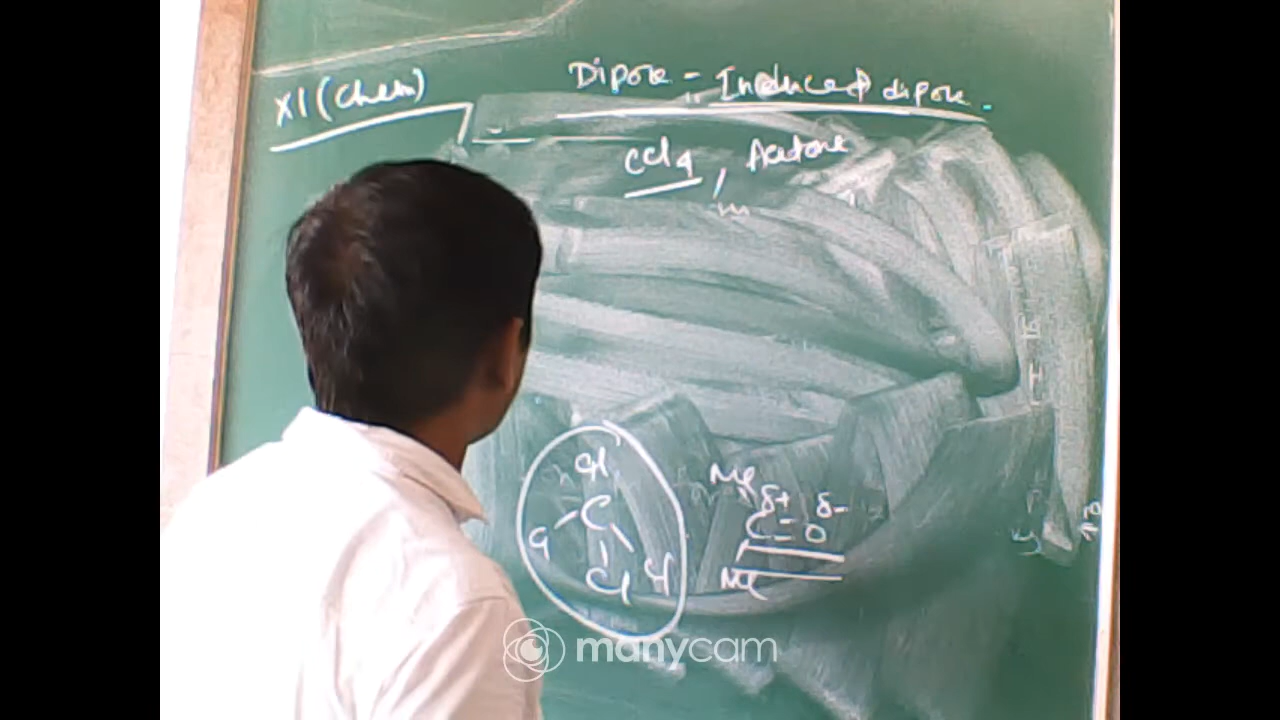 XI (Chem)
Dipole - Induced dipole.
CCl4, Acetone
Cl
C
Cl
Cl
Cl
Me
δ+ δ-
C=O
Me
manycam